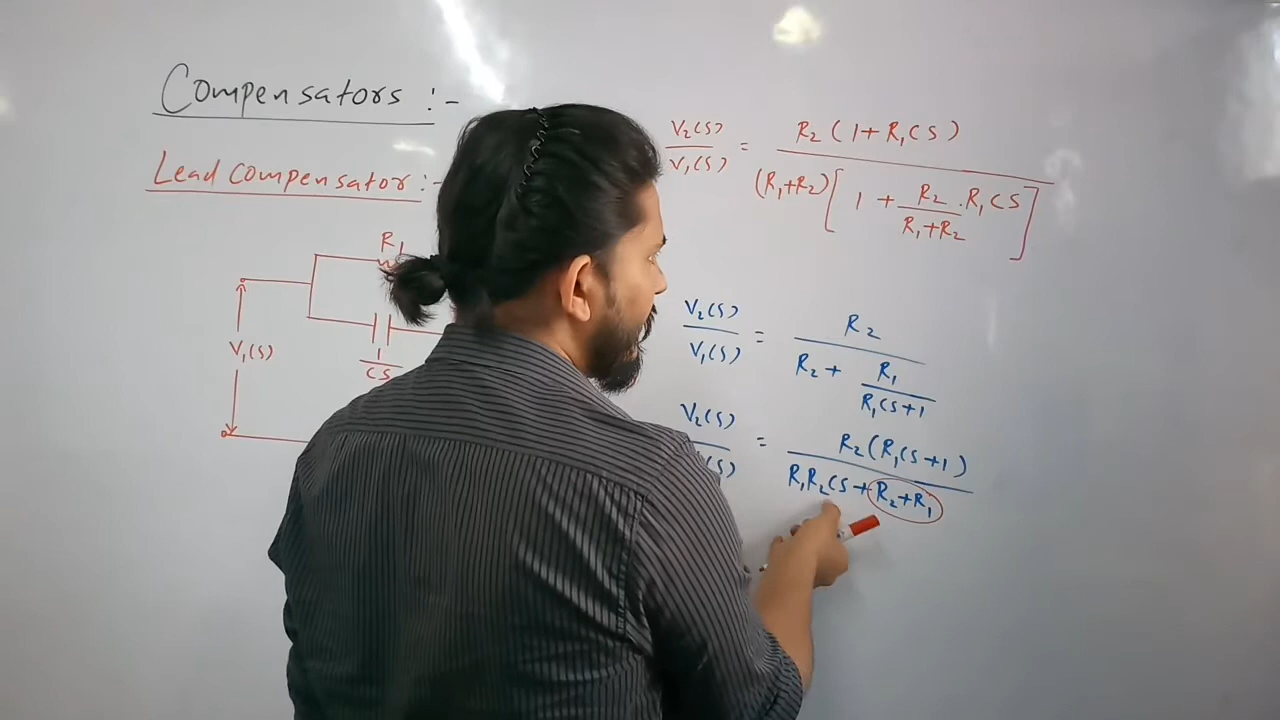 Compensators :-
Lead compensator :-
R₁
V₁(S)
1/CS
V₂(S)/V₁(S) = R₂(1+R₁CS) / (R₁+R₂)[1 + R₂/(R₁+R₂) . R₁CS]
V₂(S)/V₁(S) = R₂ / (R₂ + R₁/(R₁CS+1))
V₂(S)/(S) = R₂(R₁CS+1) / (R₁R₂CS + R₂+R₁)